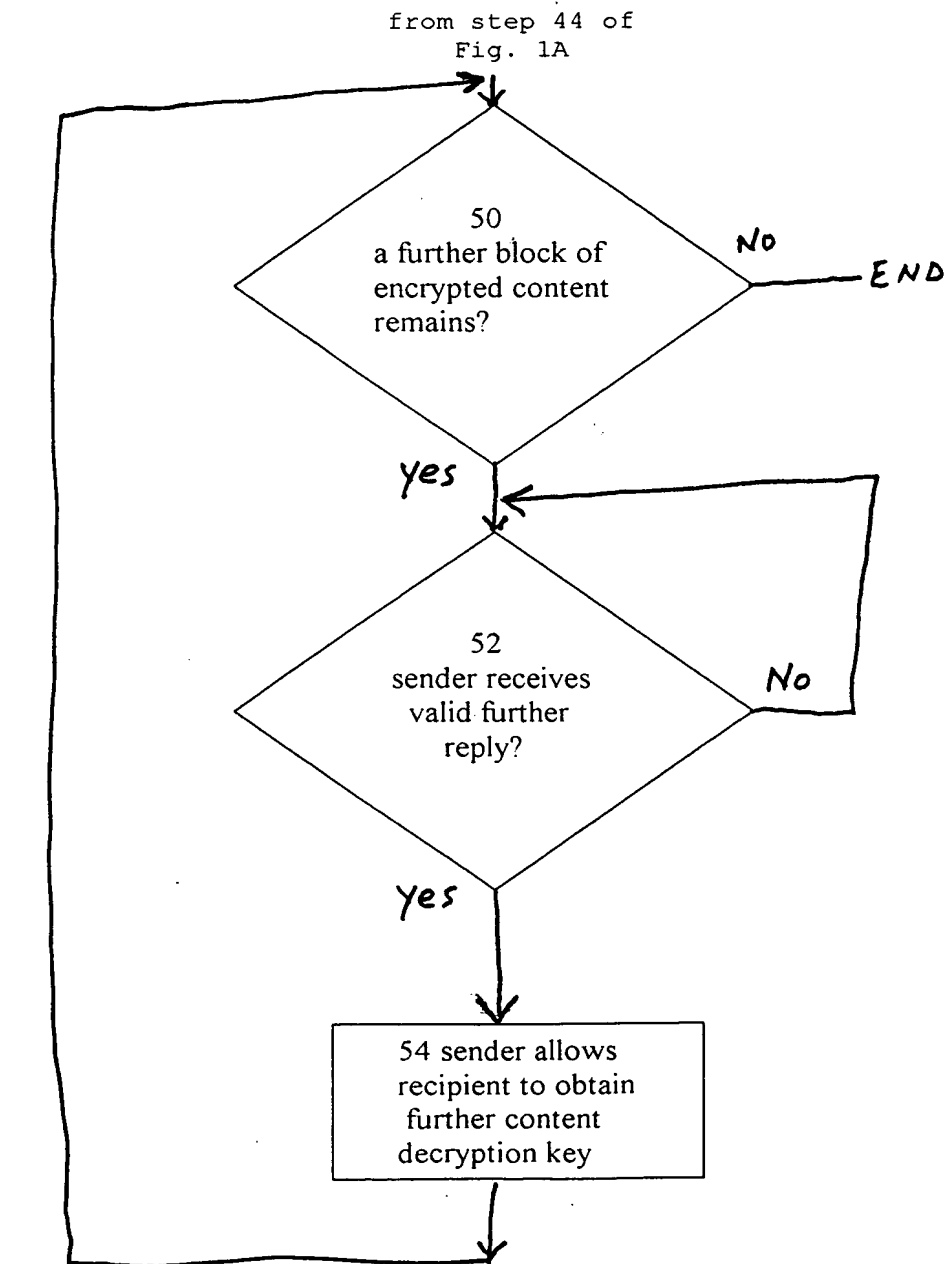 from step 44 of
Fig. 1A
50
a further block of
encrypted content
remains?
No
END
yes
52
sender receives
valid further
reply?
No
yes
54 sender allows
recipient to obtain
further content
decryption key